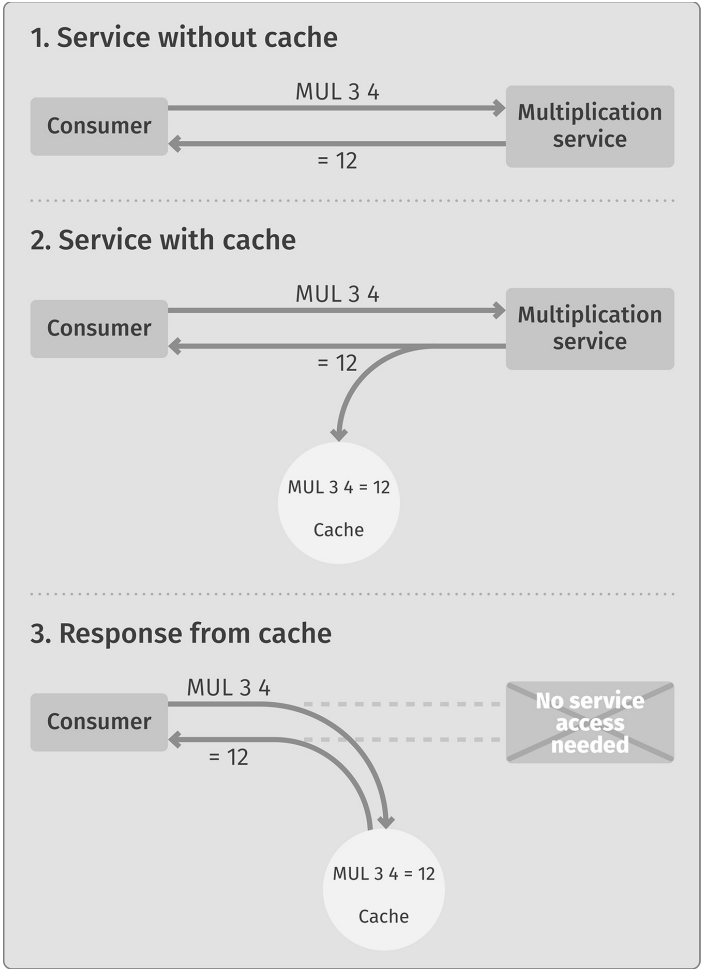 1. Service without cache
MUL 3 4
Consumer
Multiplication
service
= 12
2. Service with cache
MUL 3 4
Consumer
Multiplication
service
= 12
MUL 3 4 = 12
Cache
3. Response from cache
MUL 3 4
Consumer
No service
access
needed
= 12
MUL 3 4 = 12
Cache